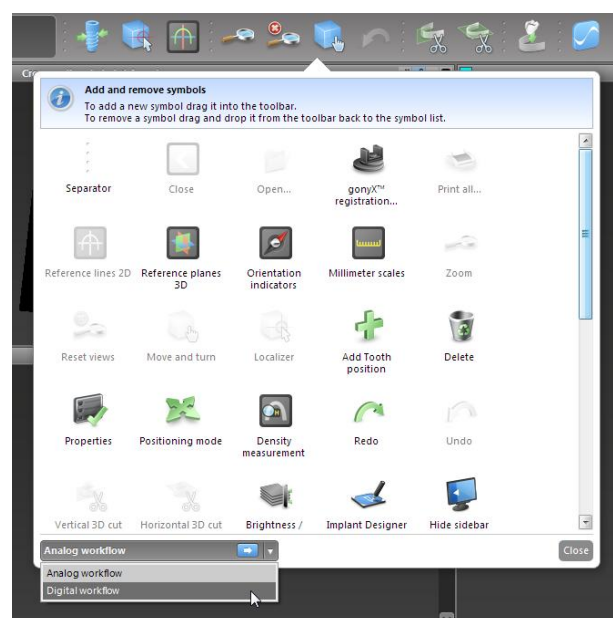 Add and remove symbols
To add a new symbol drag it into the toolbar.
To remove a symbol drag and drop it from the toolbar back to the symbol list.
Separator
Close
Open...
gonyX™ registration...
Print all...
Reference lines 2D
Reference planes 3D
Orientation indicators
Millimeter scales
Zoom
Reset views
Move and turn
Localizer
Add Tooth position
Delete
Properties
Positioning mode
Density measurement
Redo
Undo
Vertical 3D cut
Horizontal 3D cut
Brightness /
Implant Designer
Hide sidebar
Analog workflow
Close
Analog workflow
Digital workflow